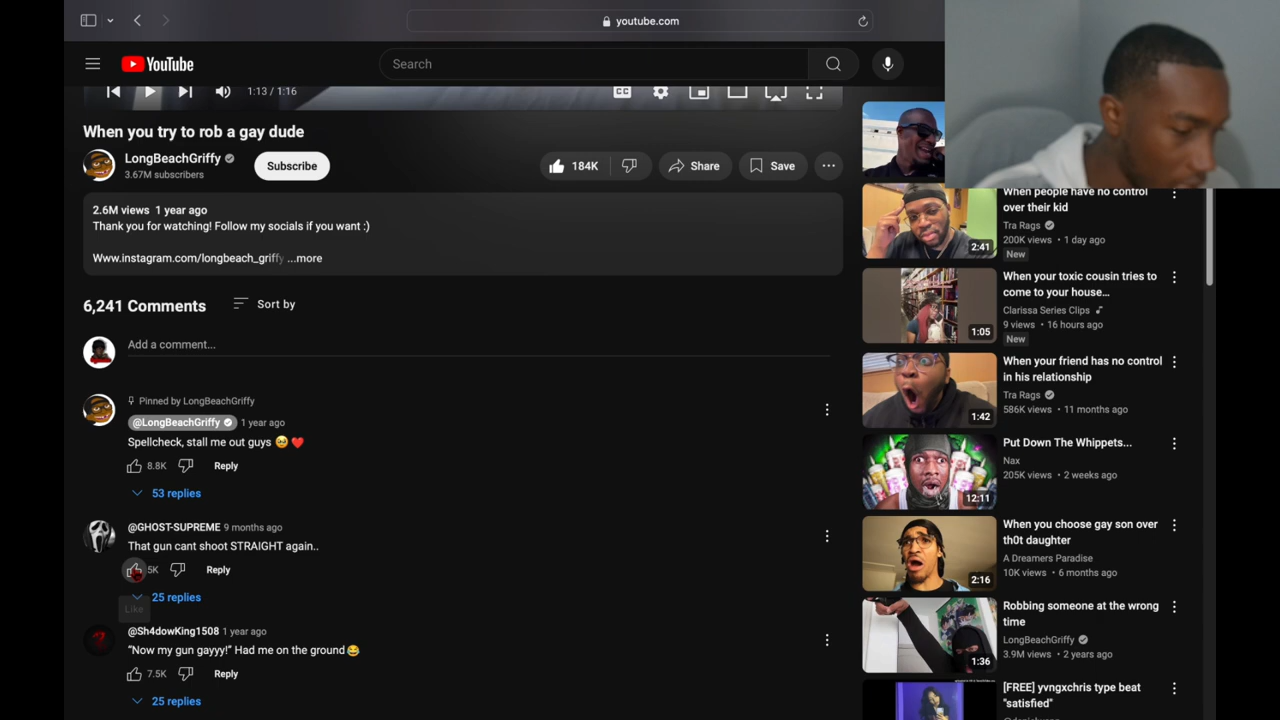 youtube.com
YouTube
Search
1:13 / 1:16
CC
When you try to rob a gay dude
LongBeachGriffy
3.67M subscribers
Subscribe
184K
Share
Save
2.6M views 1 year ago
Thank you for watching! Follow my socials if you want :)
Www.instagram.com/longbeach_griffy ...more
6,241 Comments
Sort by
Add a comment...
Pinned by LongBeachGriffy
@LongBeachGriffy 1 year ago
Spellcheck, stall me out guys 🥹 ❤️
8.8K
Reply
53 replies
@GHOST-SUPREME 9 months ago
That gun cant shoot STRAIGHT again..
5K
Reply
Like
25 replies
@Sh4dowKing1508 1 year ago
“Now my gun gayyy!” Had me on the ground😂
7.5K
Reply
25 replies
When people have no control
over their kid
Tra Rags
200K views • 1 day ago
New
2:41
When your toxic cousin tries to
come to your house...
Clarissa Series Clips
9 views • 16 hours ago
New
1:05
When your friend has no control
in his relationship
Tra Rags
586K views • 11 months ago
1:42
Put Down The Whippets...
Nax
205K views • 2 weeks ago
12:11
When you choose gay son over
th0t daughter
A Dreamers Paradise
10K views • 6 months ago
2:16
Robbing someone at the wrong
time
LongBeachGriffy
3.9M views • 2 years ago
1:36
[FREE] yvngxchris type beat
"satisfied"